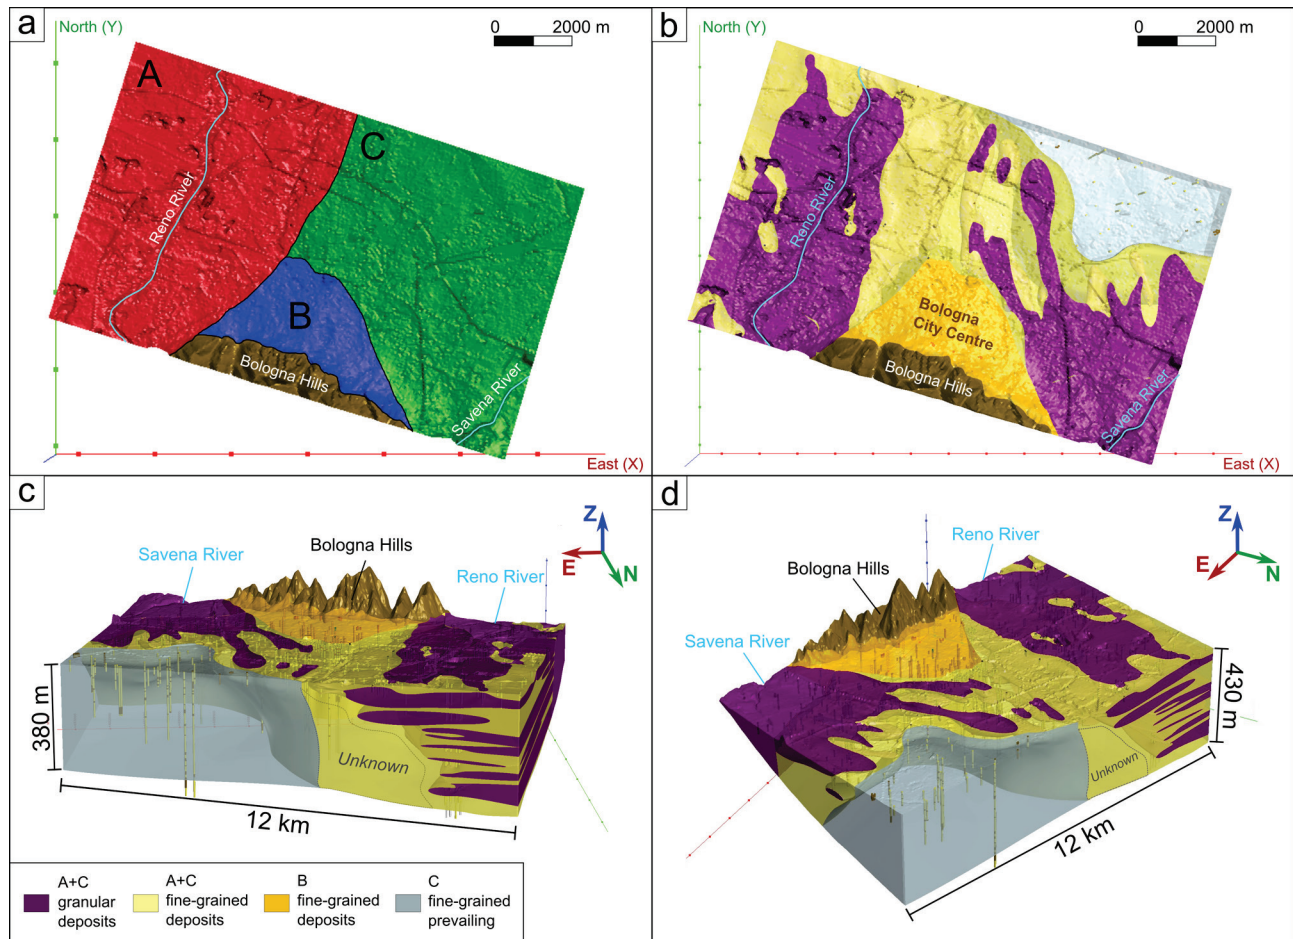 a
North (Y)
0 2000 m
A
C
Reno River
B
Bologna Hills
Savena River
East (X)
b
North (Y)
0 2000 m
Reno River
Bologna
City Centre
Bologna Hills
Savena River
East (X)
c
Savena River
Bologna Hills
Reno River
Z
E
N
380 m
Unknown
12 km
d
Reno River
Bologna Hills
Savena River
Z
E
N
430 m
Unknown
12 km
A+C
granular
deposits
A+C
fine-grained
deposits
B
fine-grained
deposits
C
fine-grained
prevailing